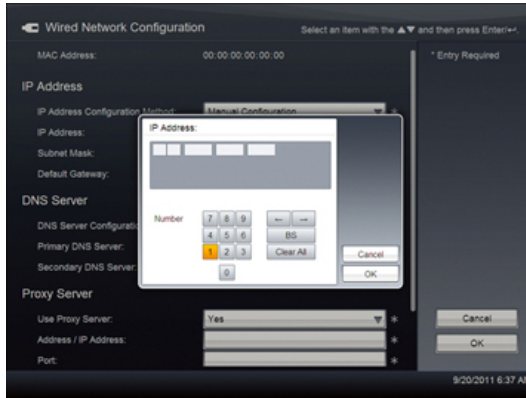 Wired Network Configuration
Select an item with the ▲▼ and then press Enter/↵.
MAC Address: 00:00:00:00:00:00
* Entry Required
IP Address
IP Address Configuration Method: Manual Configuration *
IP Address:
Subnet Mask:
Default Gateway:
DNS Server
DNS Server Configuratio
Primary DNS Server:
Secondary DNS Server:
Proxy Server
Use Proxy Server: Yes *
Address / IP Address: *
Port: *
IP Address:
Number
7 8 9 ← →
4 5 6 BS
1 2 3 Clear All
0
Cancel
OK
Cancel
OK
9/20/2011 6:37 A